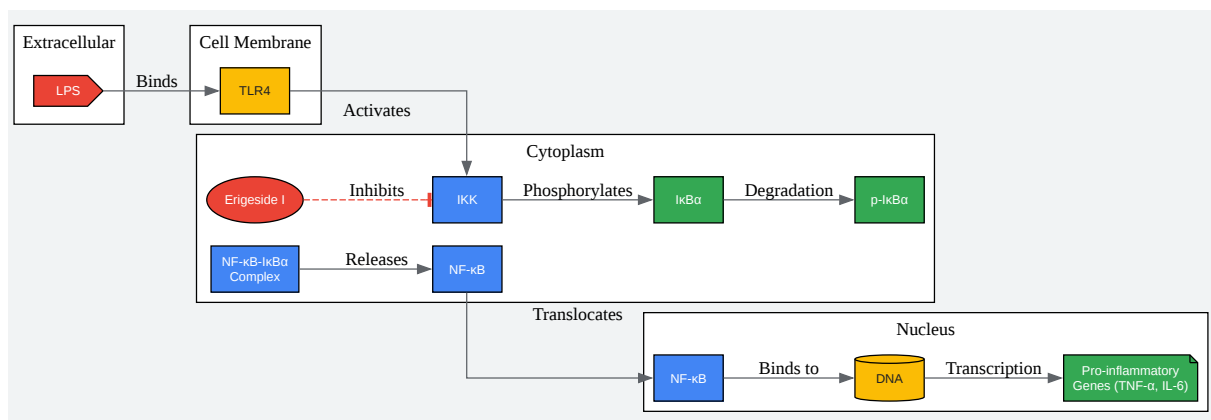 Extracellular
Cell Membrane
LPS
Binds
TLR4
Activates
Cytoplasm
Erigeside I
Inhibits
IKK
Phosphorylates
IκBα
Degradation
p-IκBα
NF-κB-IκBα
Complex
Releases
NF-κB
Translocates
Nucleus
NF-κB
Binds to
DNA
Transcription
Pro-inflammatory
Genes (TNF-α, IL-6)